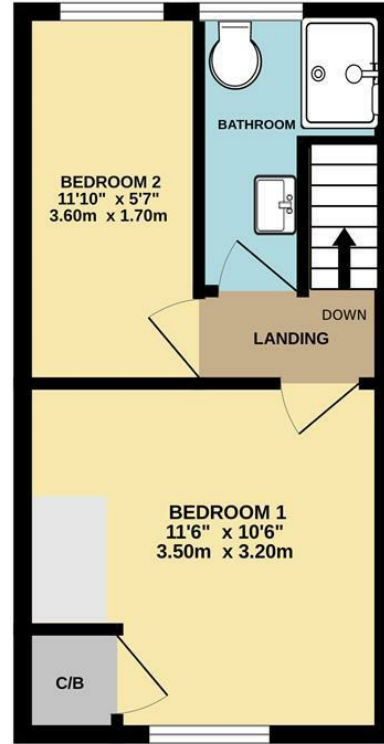 BATHROOM
BEDROOM 2
11'10" x 5'7"
3.60m x 1.70m
DOWN
LANDING
BEDROOM 1
11'6" x 10'6"
3.50m x 3.20m
C/B